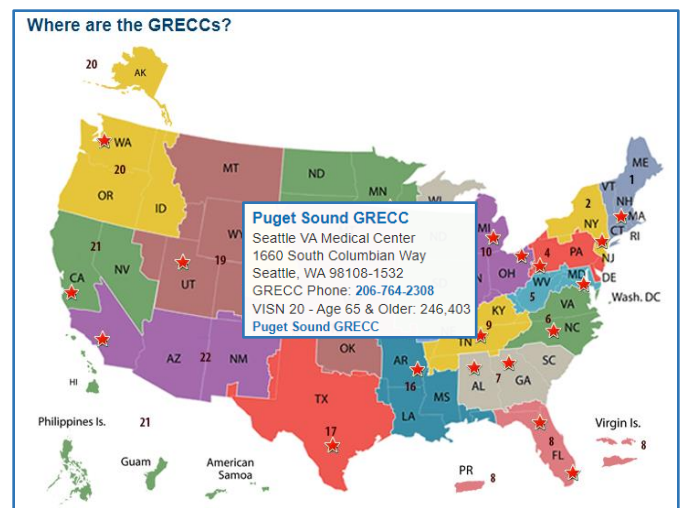 Where are the GRECCs?
20
AK
WA
20
OR
ID
MT
ND
MN
WI
ME
1
VT
NH
MA
CT
RI
2
NY
NJ
MI
10
OH
4
PA
WV
MD
DE
5
Wash. DC
VA
6
NC
KY
9
TN
SC
7
AL
GA
21
CA
NV
UT
19
WY
AZ
22
NM
OK
TX
17
AR
16
LA
MS
8
FL
HI
Puget Sound GRECC
Seattle VA Medical Center
1660 South Columbian Way
Seattle, WA 98108-1532
GRECC Phone: 206-764-2308
VISN 20 - Age 65 & Older: 246,403
Puget Sound GRECC
Philippines Is.
21
Guam
American
Samoa
PR
8
Virgin Is.
8